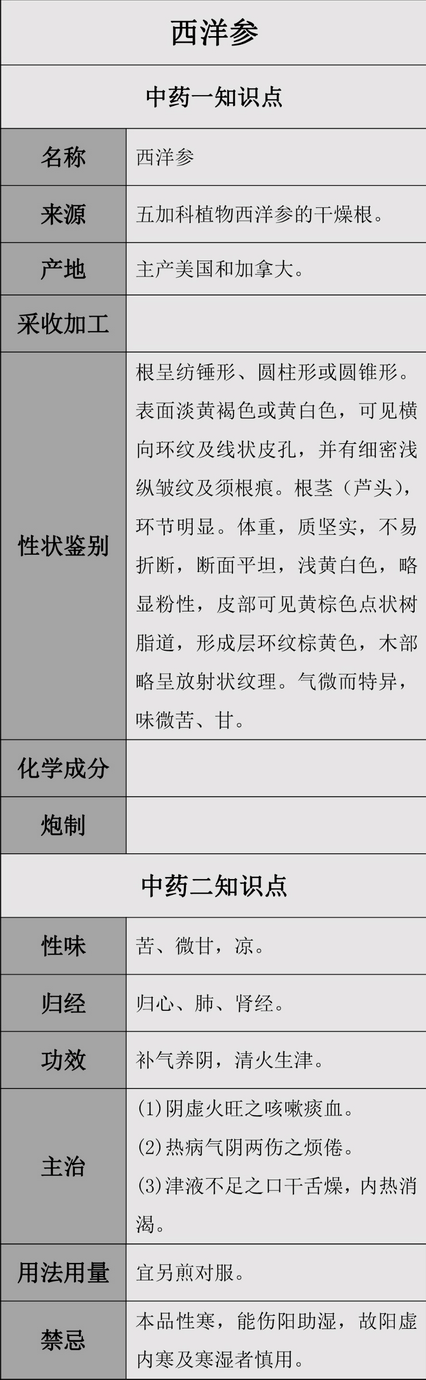 西洋参
中药一知识点
名称
西洋参
来源
五加科植物西洋参的干燥根。
产地
主产美国和加拿大。
采收加工
性状鉴别
根呈纺锤形、圆柱形或圆锥形。
表面淡黄褐色或黄白色，可见横
向环纹及线状皮孔，并有细密浅
纵皱纹及须根痕。根茎（芦头），
环节明显。体重，质坚实，不易
折断，断面平坦，浅黄白色，略
显粉性，皮部可见黄棕色点状树
脂道，形成层环纹棕黄色，木部
略呈放射状纹理。气微而特异，
味微苦、甘。
化学成分
炮制
中药二知识点
性味
苦、微甘，凉。
归经
归心、肺、肾经。
功效
补气养阴，清火生津。
主治
(1)阴虚火旺之咳嗽痰血。
(2)热病气阴两伤之烦倦。
(3)津液不足之口干舌燥，内热消
渴。
用法用量
宜另煎对服。
禁忌
本品性寒，能伤阳助湿，故阳虚
内寒及寒湿者慎用。